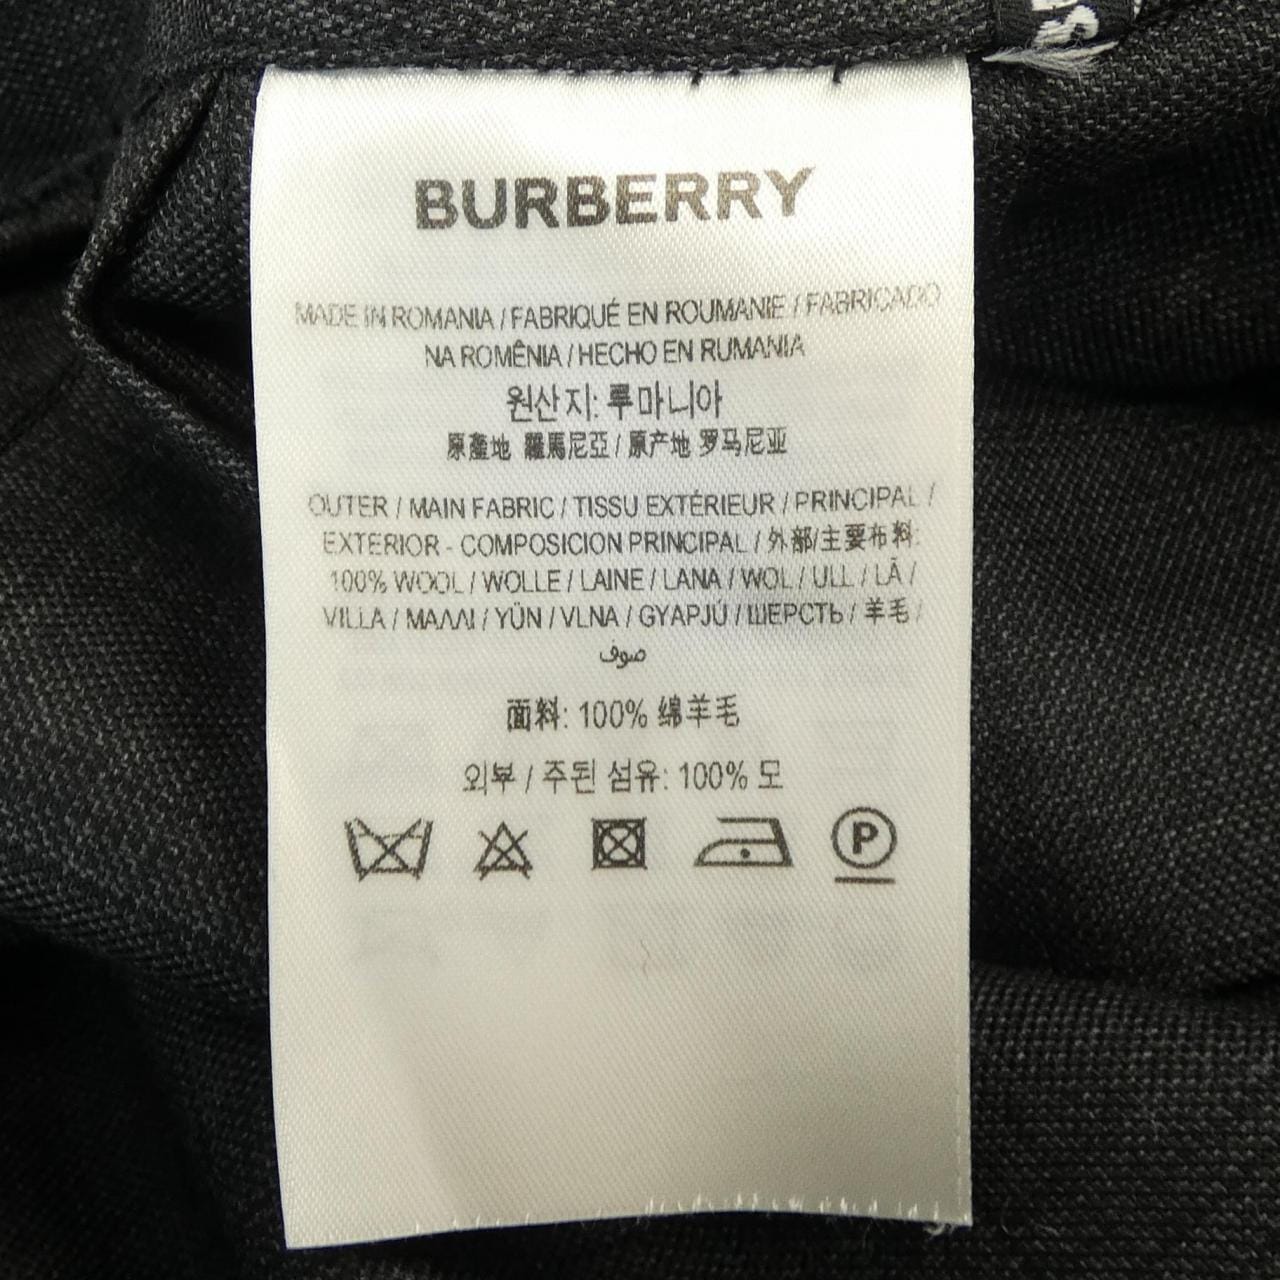 BURBERRY
MADE IN ROMANIA / FABRIQUÉ EN ROUMANIE / FABRICADO
NA ROMÊNIA / HECHO EN RUMANIA
원산지: 루마니아
原產地 羅馬尼亞 / 原产地 罗马尼亚
OUTER / MAIN FABRIC / TISSU EXTÉRIEUR / PRINCIPAL /
EXTERIOR - COMPOSICION PRINCIPAL / 外部/主要布料:
100% WOOL / WOLLE / LAINE / LANA / WOL / ULL / LÃ /
VILLA / ΜΑΛΛΙ / YÜN / VLNA / GYAPJÚ / ШЕРСТЬ / 羊毛 /
صوف
面料: 100% 绵羊毛
외부 / 주된 섬유: 100% 모
P